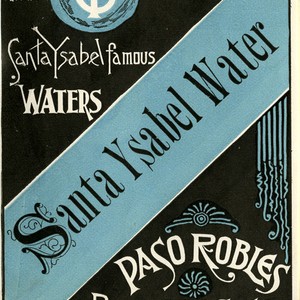 Santa Ysabel famous
WATERS
Santa Ysabel Water
PASO ROBLES